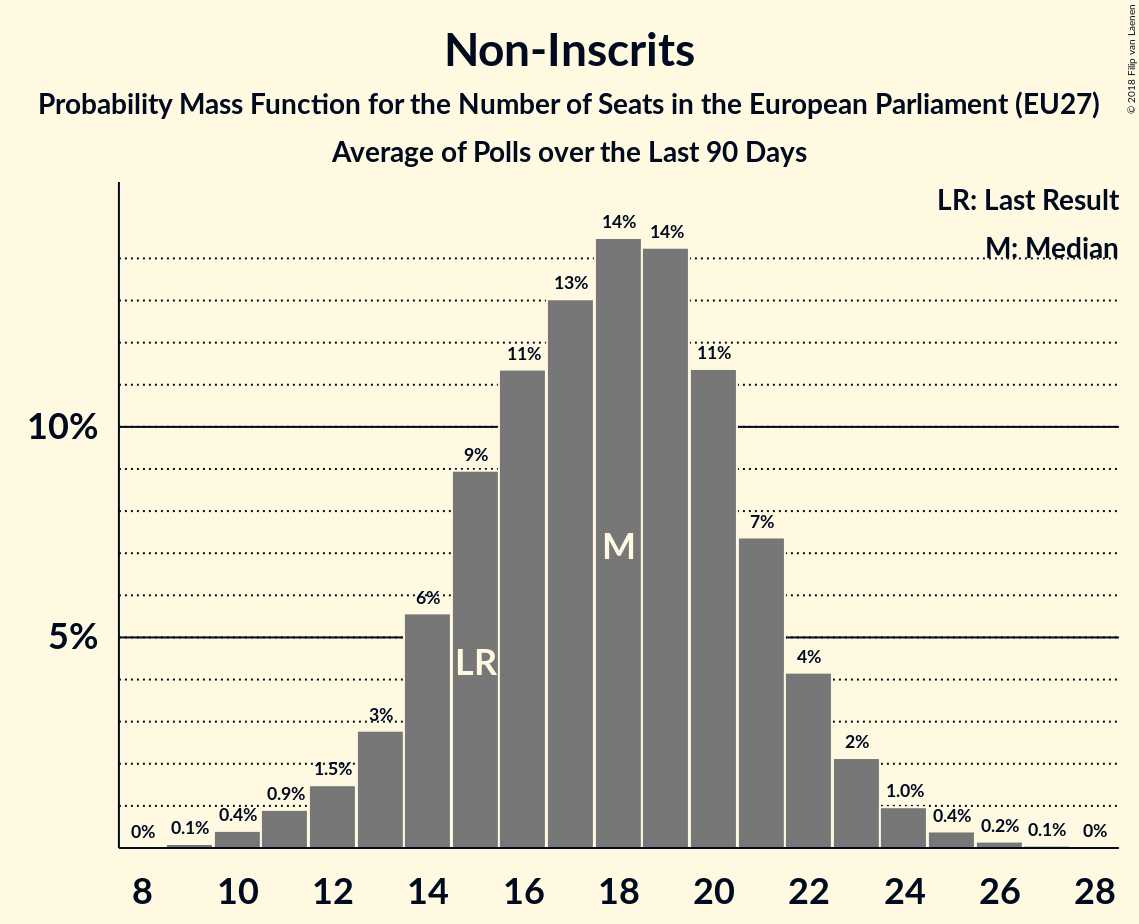 Non-Inscrits
Probability Mass Function for the Number of Seats in the European Parliament (EU27)
Average of Polls over the Last 90 Days
© 2018 Filip van Laenen
LR: Last Result
M: Median
10%
5%
0%
0.1%
0.4%
0.9%
1.5%
3%
6%
9%
11%
13%
14%
14%
11%
7%
4%
2%
1.0%
0.4%
0.2%
0.1%
0%
LR
M
8 10 12 14 16 18 20 22 24 26 28